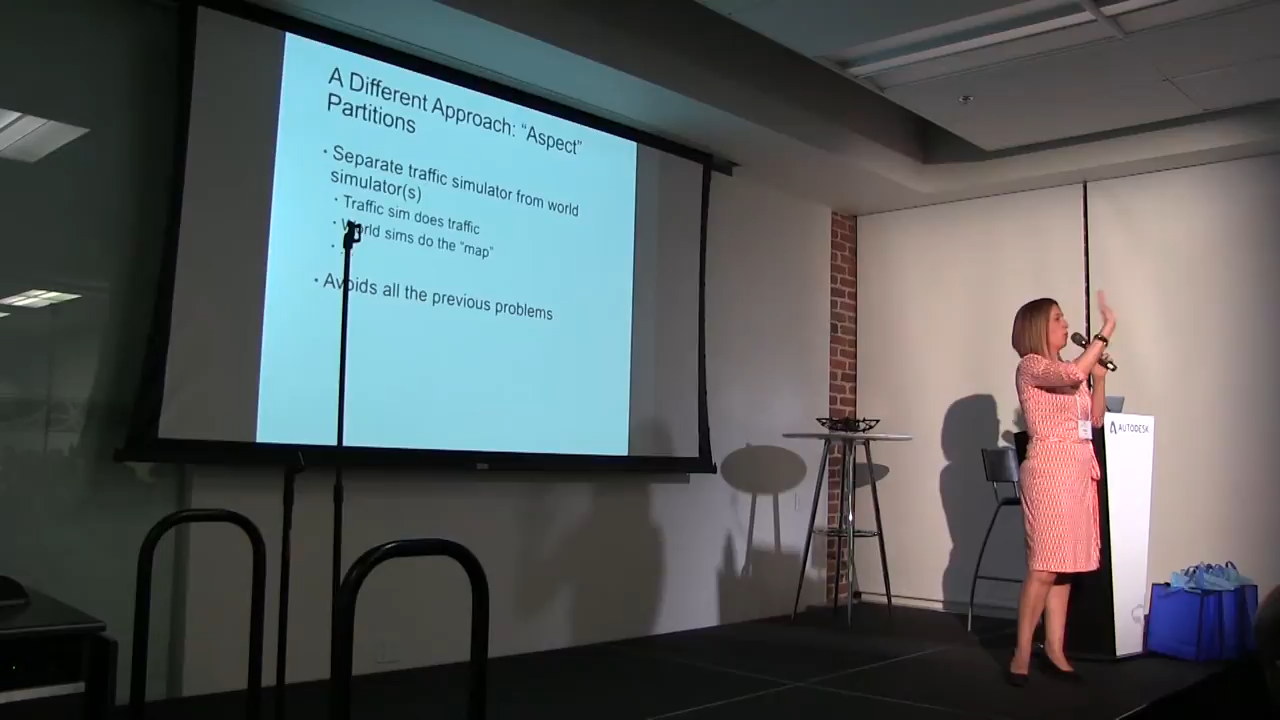 A Different Approach: “Aspect”
Partitions
• Separate traffic simulator from world
simulator(s)
• Traffic sim does traffic
• World sims do the "map"
• Avoids all the previous problems
AUTODESK